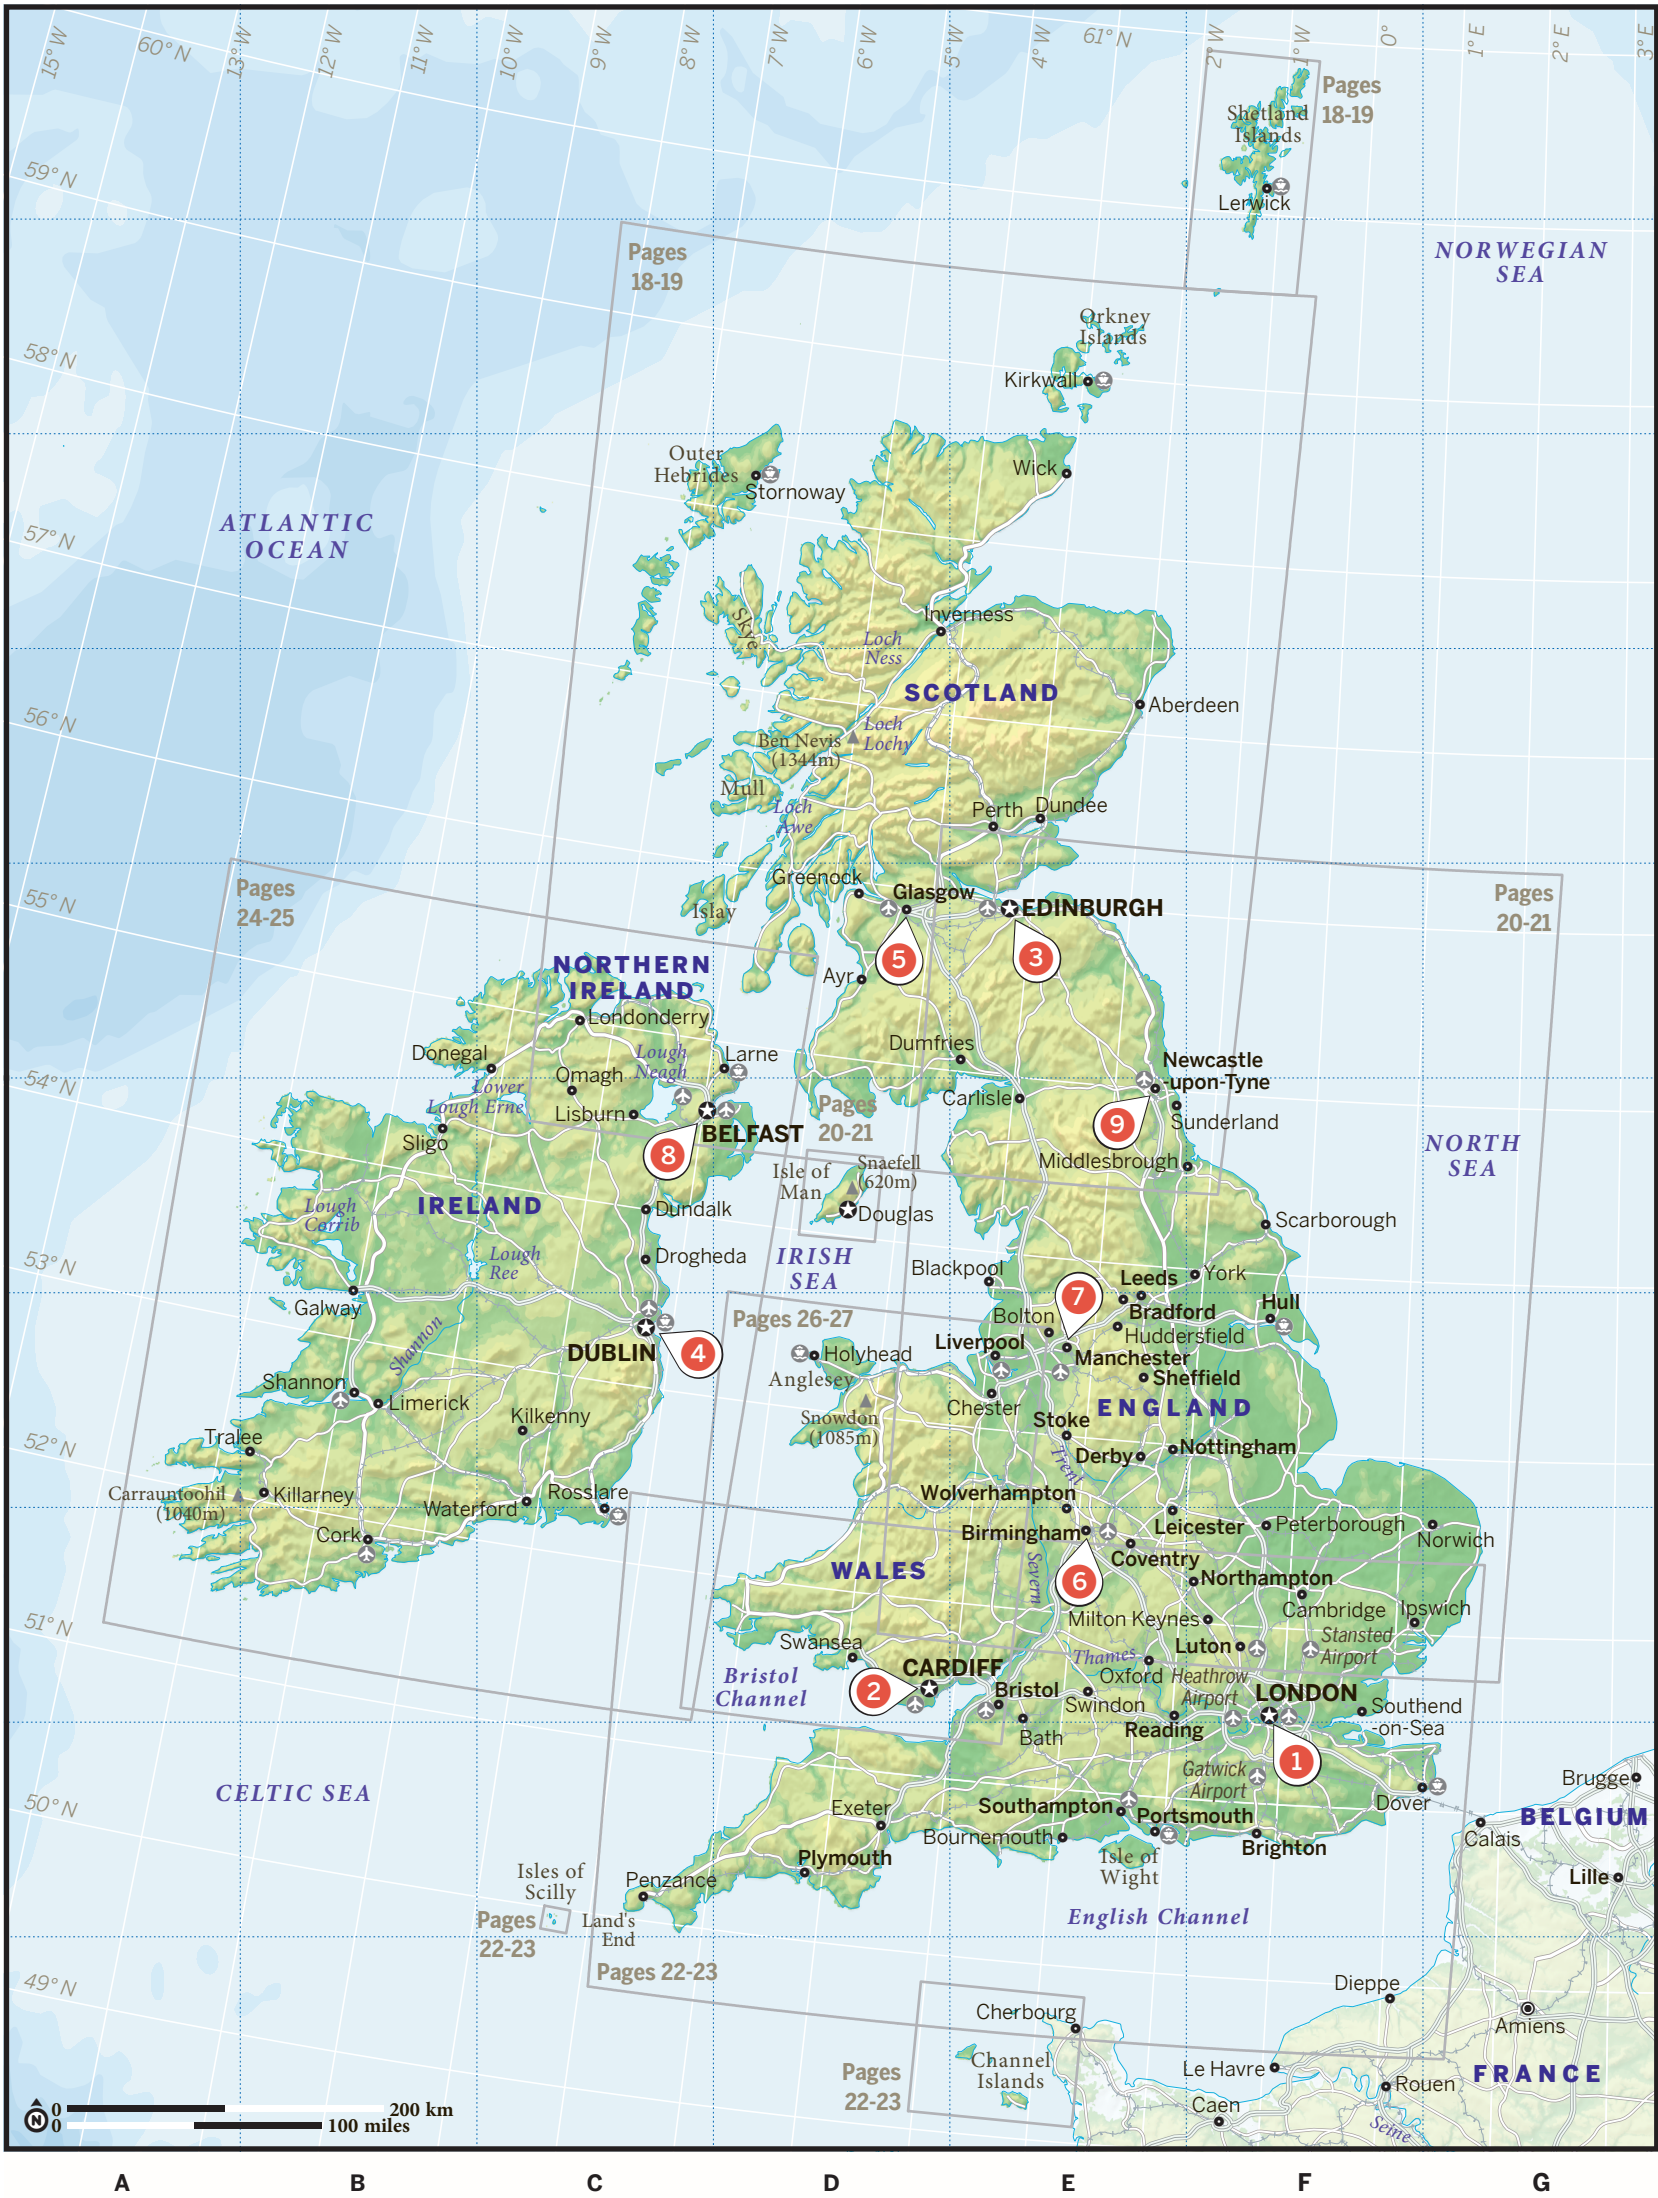 15° W
60° N
13° W
12° W
11° W
10° W
9° W
8° W
7° W
6° W
5° W
4° W
61° N
2° W
1° W
0°
1° E
2° E
3° E
Pages
18-19
Shetland
Islands
Lerwick
59° N
NORWEGIAN
SEA
Pages
18-19
Orkney
Islands
Kirkwall
58° N
Outer
Hebrides
Stornoway
Wick
ATLANTIC
OCEAN
57° N
Skye
Inverness
Loch
Ness
SCOTLAND
Aberdeen
56° N
Ben Nevis
(1344m)
Loch
Lochy
Mull
Loch
Awe
Perth
Dundee
Pages
24-25
55° N
Greenock
Glasgow
EDINBURGH
Islay
Pages
20-21
5
3
NORTHERN
IRELAND
Ayr
Londonderry
Donegal
Lough
Neagh
Larne
Omagh
Lower
Lough Erne
Lisburn
Dumfries
Newcastle
-upon-Tyne
54° N
Carlisle
Pages
20-21
BELFAST
Sligo
8
9
Sunderland
NORTH
SEA
Middlesbrough
Isle of
Man
Snaefell
(620m)
Douglas
IRELAND
Lough
Corrib
Dundalk
Scarborough
Lough
Ree
Drogheda
IRISH
SEA
53° N
Blackpool
7
Leeds
York
Galway
Pages 26-27
Bolton
Bradford
Hull
Huddersfield
Shannon
DUBLIN
4
Holyhead
Liverpool
Manchester
Anglesey
Sheffield
Shannon
Limerick
Chester
ENGLAND
Kilkenny
Snowdon
(1085m)
Stoke
Tralee
52° N
Trent
Derby
Nottingham
Carrauntoohil
(1040m)
Killarney
Waterford
Rosslare
Wolverhampton
Cork
Birmingham
Leicester
Peterborough
Norwich
Coventry
WALES
Severn
6
Northampton
51° N
Cambridge
Ipswich
Milton Keynes
Swansea
Luton
Stansted
Airport
Bristol
Channel
CARDIFF
Thames
Oxford
Heathrow
Airport
2
Bristol
Swindon
LONDON
Southend
-on-Sea
Reading
Bath
1
CELTIC SEA
Gatwick
Airport
50° N
Dover
Brugge
Exeter
Southampton
Portsmouth
BELGIUM
Bournemouth
Calais
Brighton
Plymouth
Isle of
Wight
Isles of
Scilly
Penzance
Lille
Pages
22-23
Land's
End
English Channel
Pages 22-23
49° N
Dieppe
Cherbourg
Amiens
Channel
Islands
Le Havre
Pages
22-23
Rouen
FRANCE
Caen
Seine
N
0
200 km
0
100 miles
A
B
C
D
E
F
G